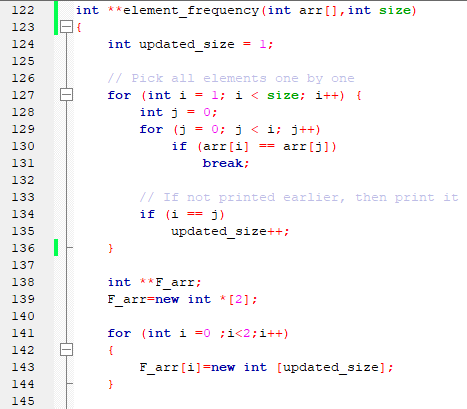 122 int **element_frequency(int arr[],int size)
123 {
124     int updated_size = 1;
125
126     // Pick all elements one by one
127     for (int i = 1; i < size; i++) {
128         int j = 0;
129         for (j = 0; j < i; j++)
130             if (arr[i] == arr[j])
131                 break;
132
133         // If not printed earlier, then print it
134         if (i == j)
135             updated_size++;
136     }
137
138     int **F_arr;
139     F_arr=new int *[2];
140
141     for (int i =0 ;i<2;i++)
142     {
143         F_arr[i]=new int [updated_size];
144     }
145